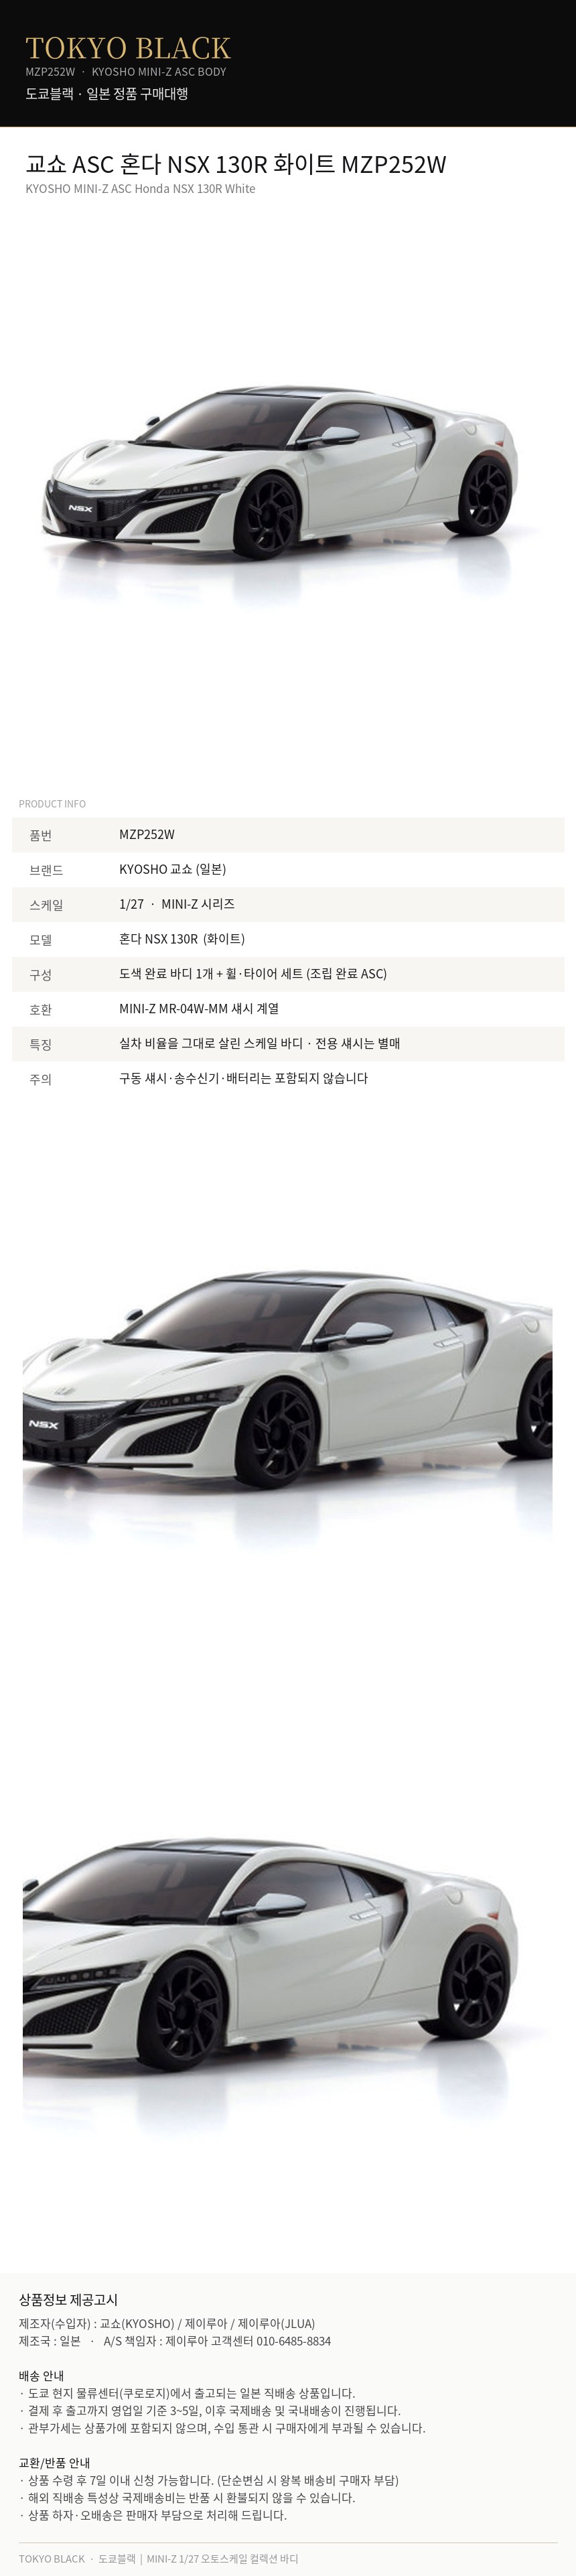 TOKYO BLACK
MZP252W · KYOSHO MINI-Z ASC BODY
도쿄블랙 · 일본 정품 구매대행
교쇼 ASC 혼다 NSX 130R 화이트 MZP252W
KYOSHO MINI-Z ASC Honda NSX 130R White
NSX
PRODUCT INFO
품번 MZP252W
브랜드 KYOSHO 교쇼 (일본)
스케일 1/27 · MINI-Z 시리즈
모델 혼다 NSX 130R (화이트)
구성 도색 완료 바디 1개 + 휠·타이어 세트 (조립 완료 ASC)
호환 MINI-Z MR-04W-MM 섀시 계열
특징 실차 비율을 그대로 살린 스케일 바디 · 전용 섀시는 별매
주의 구동 섀시·송수신기·배터리는 포함되지 않습니다
NSX
상품정보 제공고시
제조자(수입자) : 교쇼(KYOSHO) / 제이루아 / 제이루아(JLUA)
제조국 : 일본 · A/S 책임자 : 제이루아 고객센터 010-6485-8834
배송 안내
· 도쿄 현지 물류센터(쿠로로지)에서 출고되는 일본 직배송 상품입니다.
· 결제 후 출고까지 영업일 기준 3~5일, 이후 국제배송 및 국내배송이 진행됩니다.
· 관부가세는 상품가에 포함되지 않으며, 수입 통관 시 구매자에게 부과될 수 있습니다.
교환/반품 안내
· 상품 수령 후 7일 이내 신청 가능합니다. (단순변심 시 왕복 배송비 구매자 부담)
· 해외 직배송 특성상 국제배송비는 반품 시 환불되지 않을 수 있습니다.
· 상품 하자·오배송은 판매자 부담으로 처리해 드립니다.
TOKYO BLACK · 도쿄블랙 | MINI-Z 1/27 오토스케일 컬렉션 바디